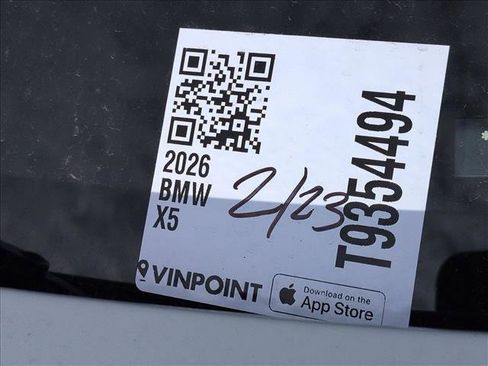 2026
BMW
X5
2/23
T9354494
VINPOINT
Download on the
App Store